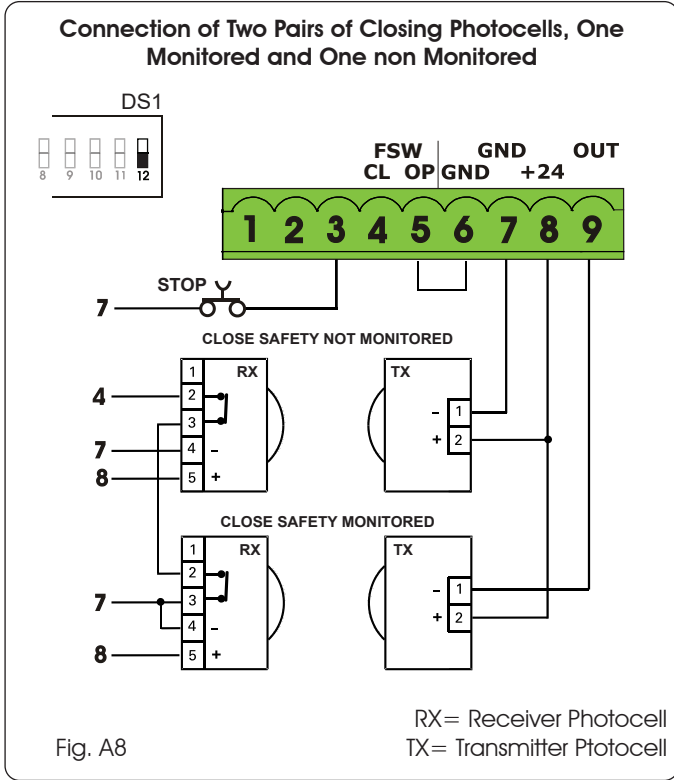 Connection of Two Pairs of Closing Photocells, One
Monitored and One non Monitored
DS1
8 9 10 11 12
FSW GND OUT
CL OP GND +24
1 2 3 4 5 6 7 8 9
STOP
7
CLOSE SAFETY NOT MONITORED
1 RX TX
4 2
3 - 1
7 4 - + 2
8 5 +
CLOSE SAFETY MONITORED
1 RX TX
2 - 1
7 3
4 - + 2
8 5 +
RX= Receiver Photocell
Fig. A8 TX= Transmitter Ptotocell